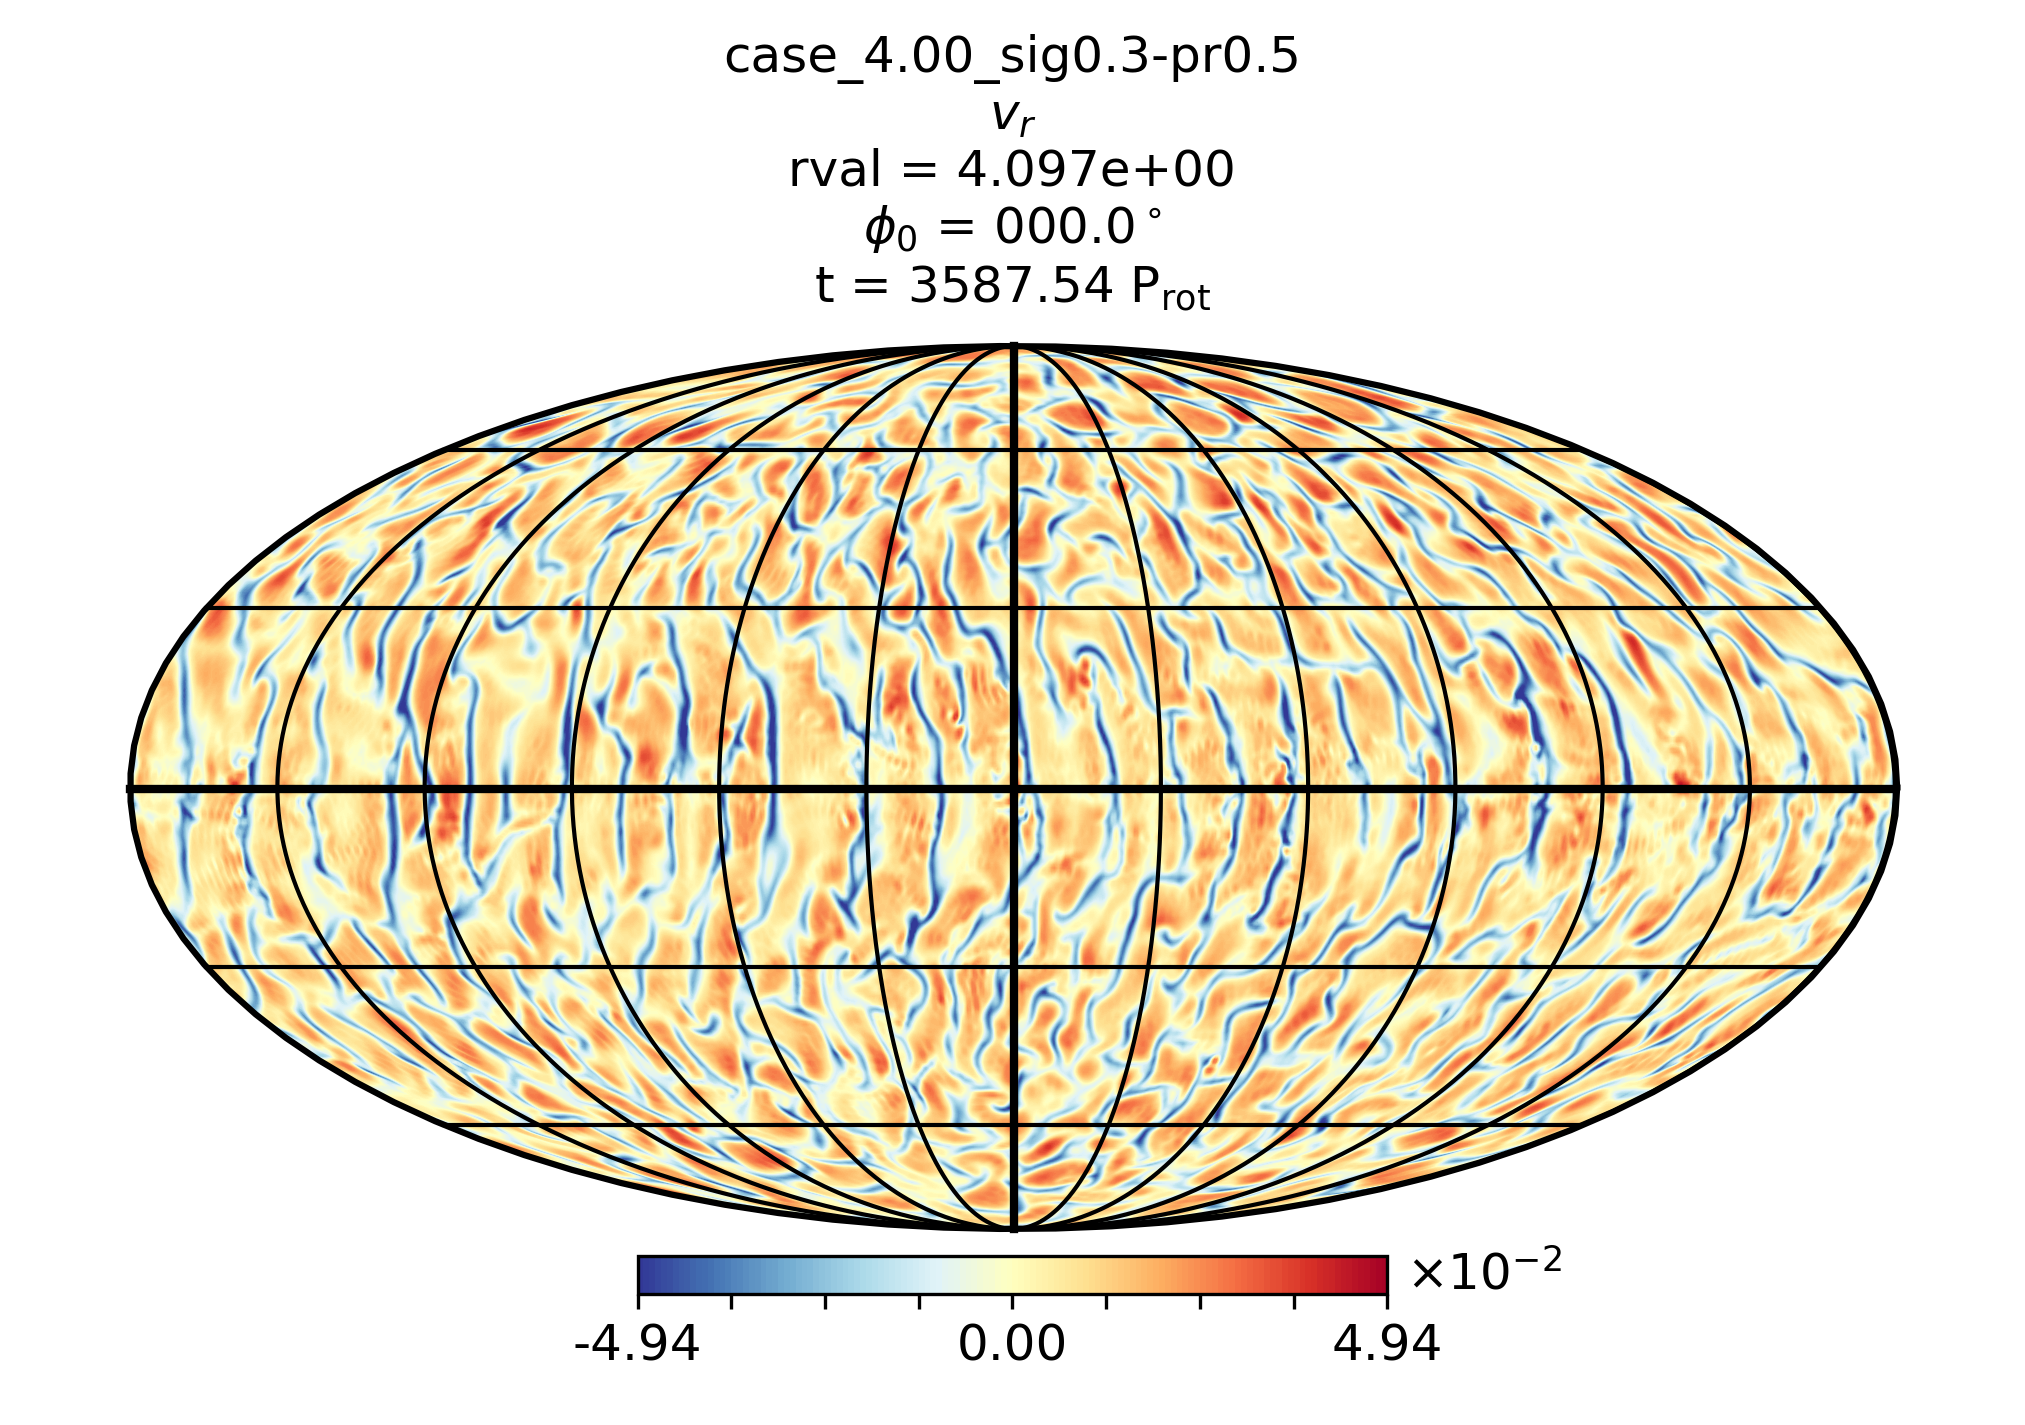 case_4.00_sig0.3-pr0.5
v_r
rval = 4.097e+00
ϕ₀ = 000.0°
t = 3587.54 P_rot
×10⁻²
-4.94 0.00 4.94